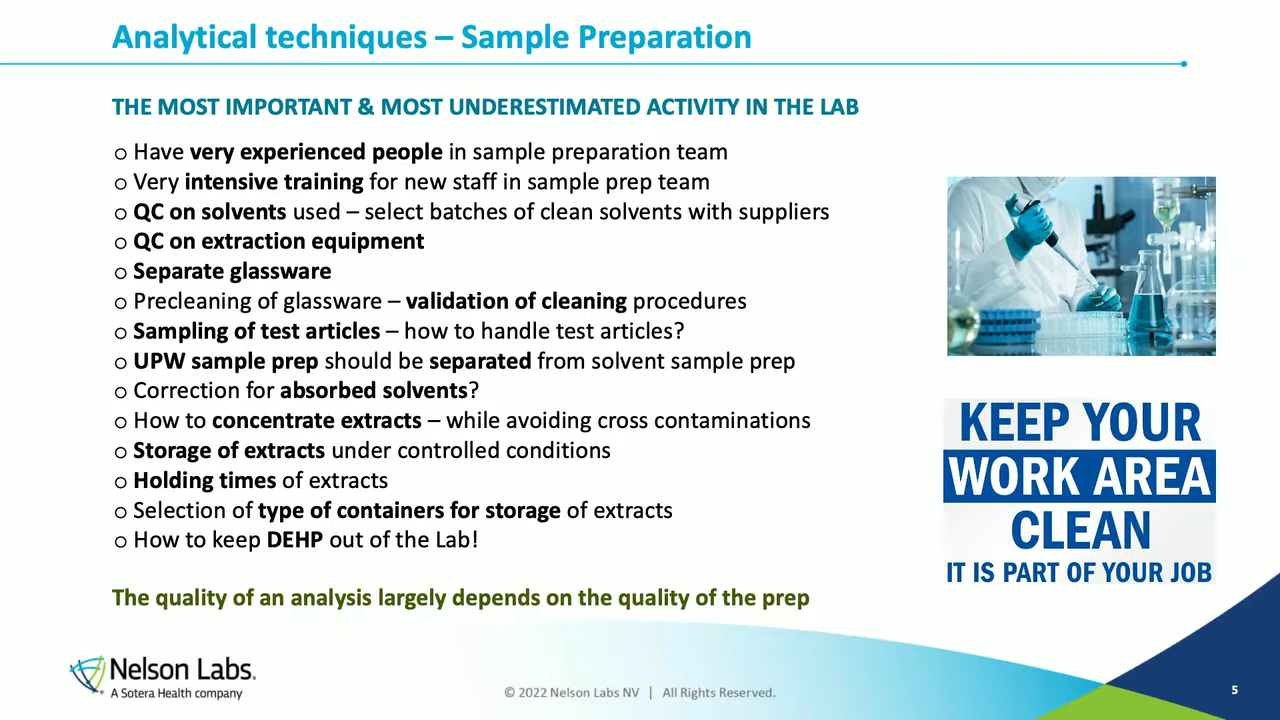 Analytical techniques – Sample Preparation
THE MOST IMPORTANT & MOST UNDERESTIMATED ACTIVITY IN THE LAB
o Have very experienced people in sample preparation team
o Very intensive training for new staff in sample prep team
o QC on solvents used – select batches of clean solvents with suppliers
o QC on extraction equipment
o Separate glassware
o Precleaning of glassware – validation of cleaning procedures
o Sampling of test articles – how to handle test articles?
o UPW sample prep should be separated from solvent sample prep
o Correction for absorbed solvents?
o How to concentrate extracts – while avoiding cross contaminations
o Storage of extracts under controlled conditions
o Holding times of extracts
o Selection of type of containers for storage of extracts
o How to keep DEHP out of the Lab!
The quality of an analysis largely depends on the quality of the prep
KEEP YOUR
WORK AREA
CLEAN
IT IS PART OF YOUR JOB
Nelson Labs.
A Sotera Health company
© 2022 Nelson Labs NV | All Rights Reserved.
5